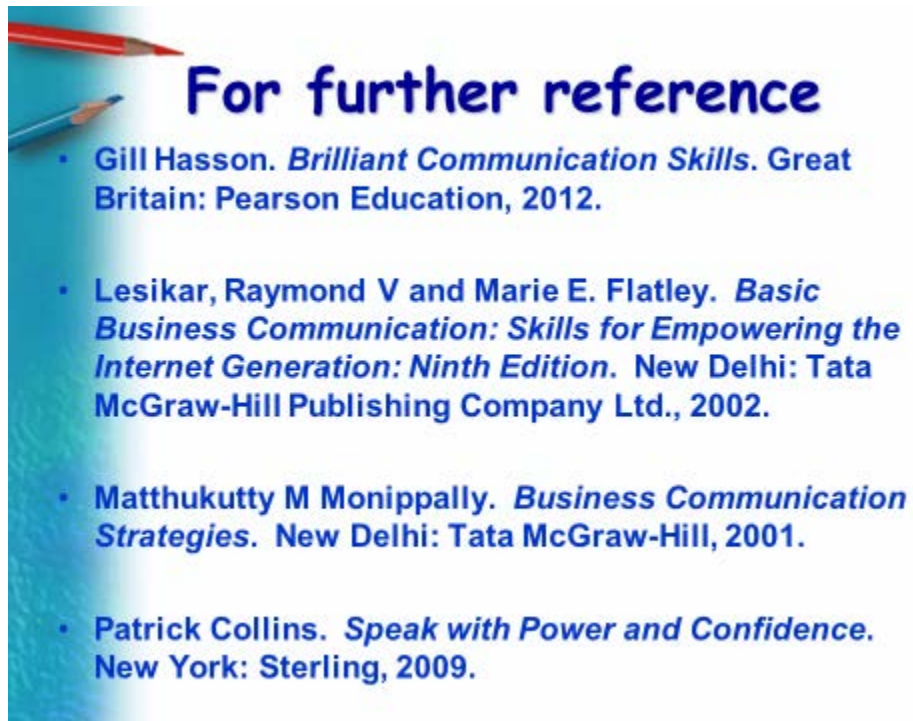 For further reference
• Gill Hasson. Brilliant Communication Skills. Great
Britain: Pearson Education, 2012.
• Lesikar, Raymond V and Marie E. Flatley. Basic
Business Communication: Skills for Empowering the
Internet Generation: Ninth Edition. New Delhi: Tata
McGraw-Hill Publishing Company Ltd., 2002.
• Matthukutty M Monippally. Business Communication
Strategies. New Delhi: Tata McGraw-Hill, 2001.
• Patrick Collins. Speak with Power and Confidence.
New York: Sterling, 2009.